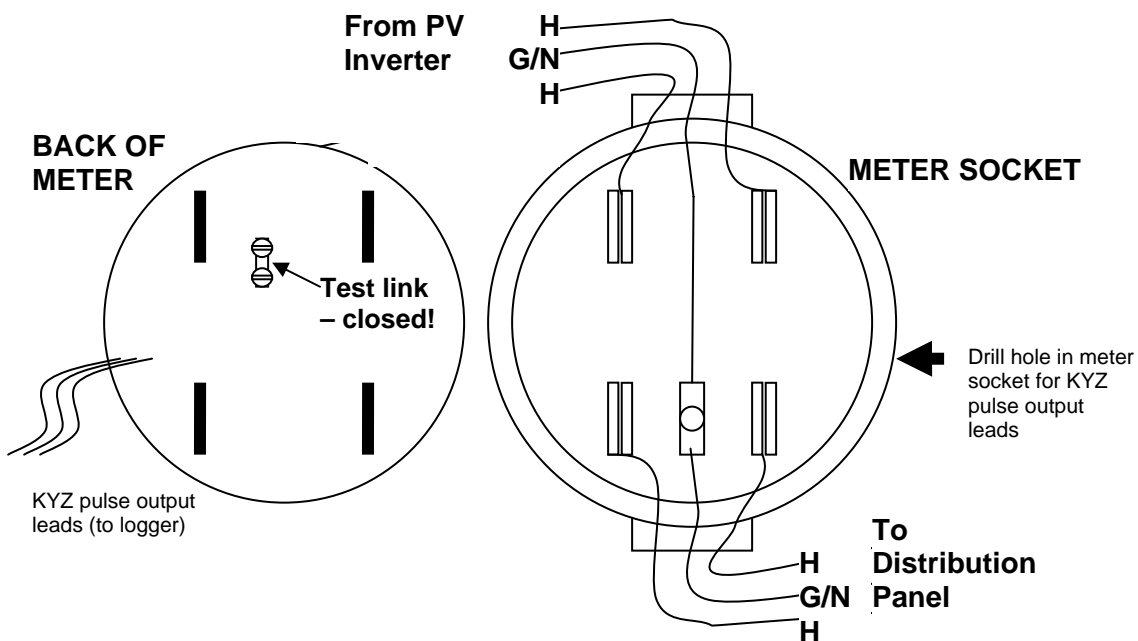 From PV
Inverter
H
G/N
H
BACK OF
METER
METER SOCKET
Test link
– closed!
Drill hole in meter
socket for KYZ
pulse output
leads
KYZ pulse output
leads (to logger)
To
Distribution
Panel
H
G/N
H